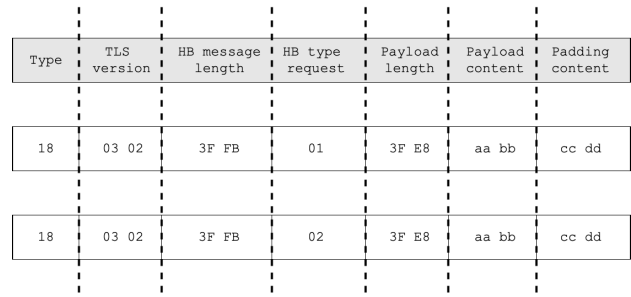 Type TLS version HB message length HB type request Payload length Payload content Padding content
18 03 02 3F FB 01 3F E8 aa bb cc dd
18 03 02 3F FB 02 3F E8 aa bb cc dd